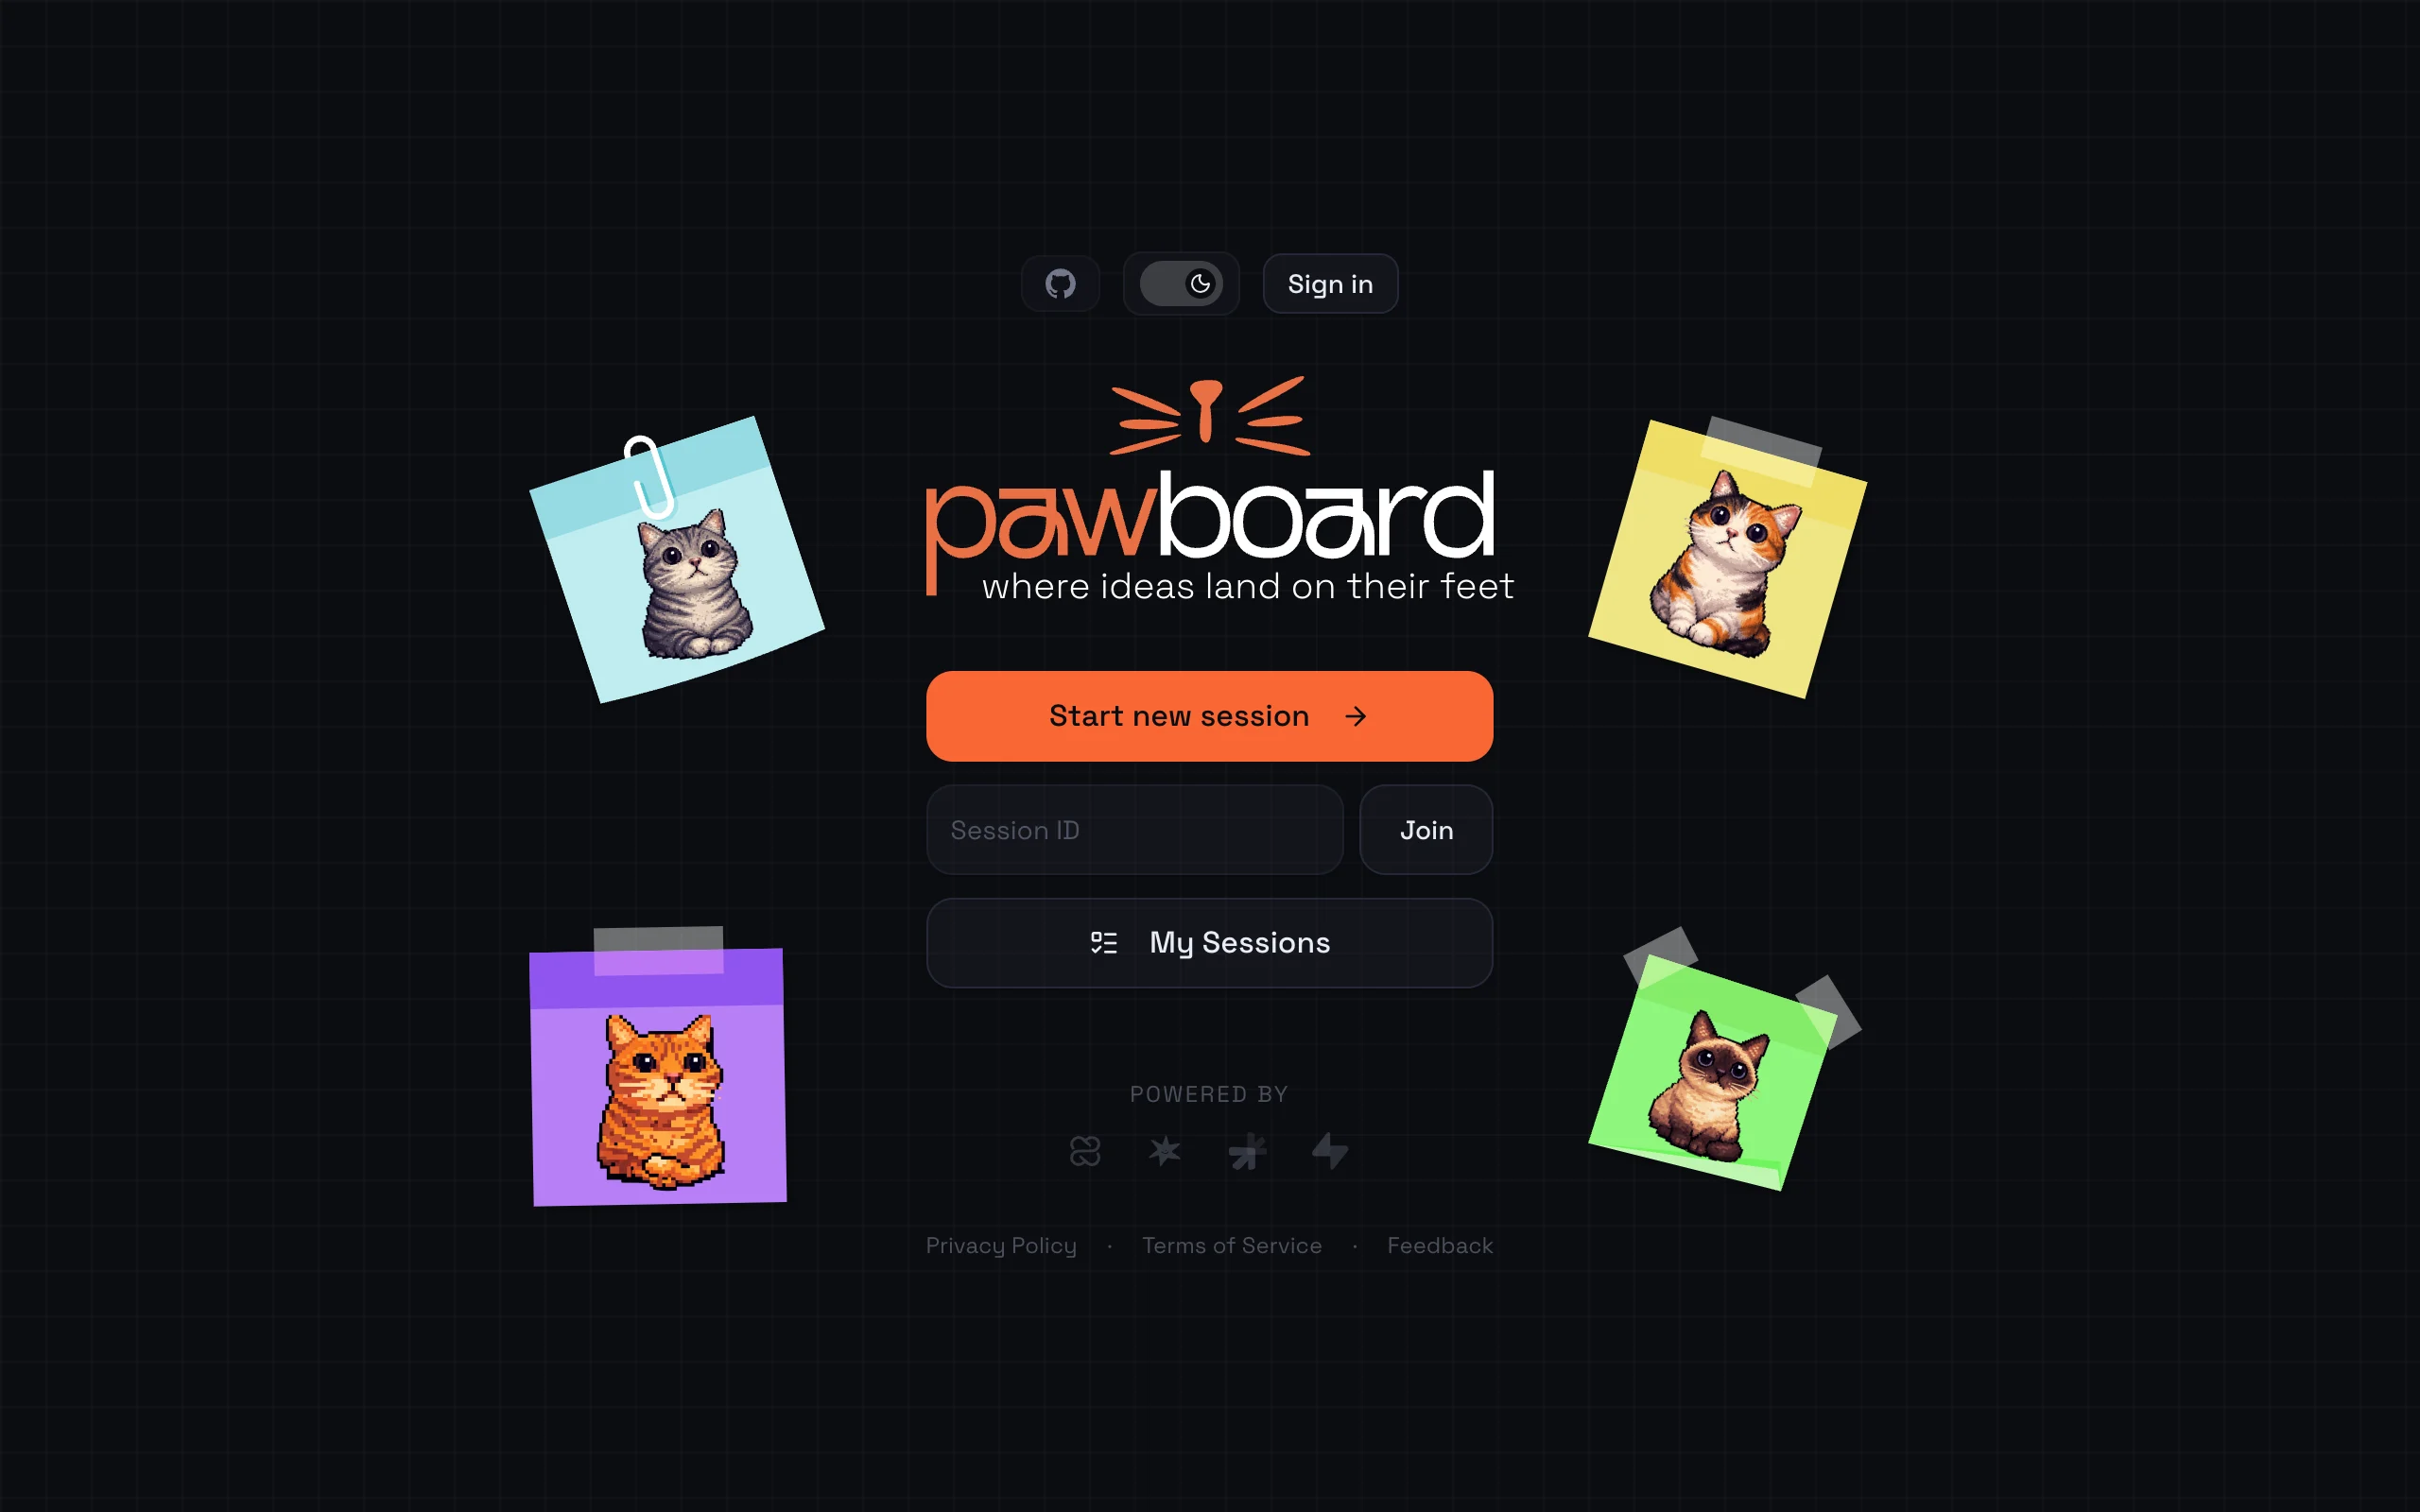 Sign in
pawboard
where ideas land on their feet
Start new session
Session ID
Join
My Sessions
POWERED BY
Privacy Policy · Terms of Service · Feedback